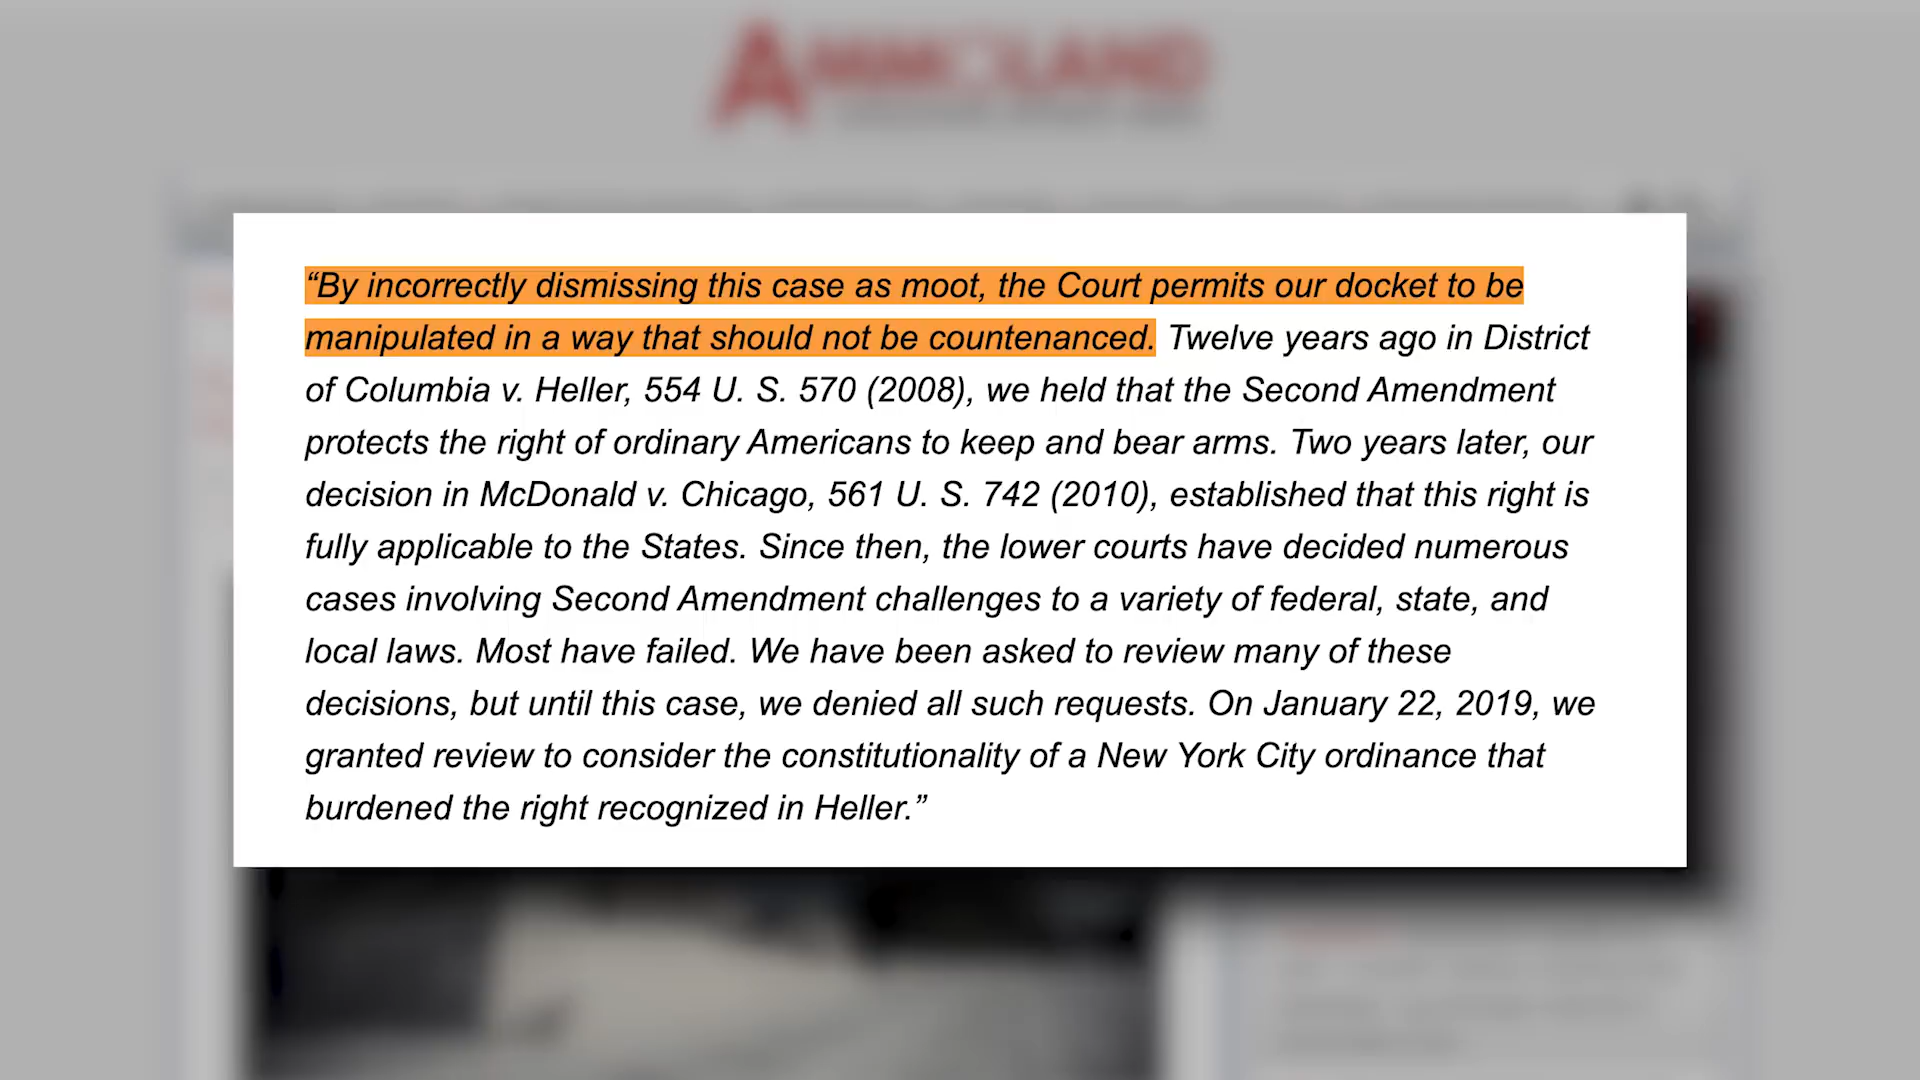 AMMOLAND
“By incorrectly dismissing this case as moot, the Court permits our docket to be
manipulated in a way that should not be countenanced. Twelve years ago in District
of Columbia v. Heller, 554 U. S. 570 (2008), we held that the Second Amendment
protects the right of ordinary Americans to keep and bear arms. Two years later, our
decision in McDonald v. Chicago, 561 U. S. 742 (2010), established that this right is
fully applicable to the States. Since then, the lower courts have decided numerous
cases involving Second Amendment challenges to a variety of federal, state, and
local laws. Most have failed. We have been asked to review many of these
decisions, but until this case, we denied all such requests. On January 22, 2019, we
granted review to consider the constitutionality of a New York City ordinance that
burdened the right recognized in Heller.”